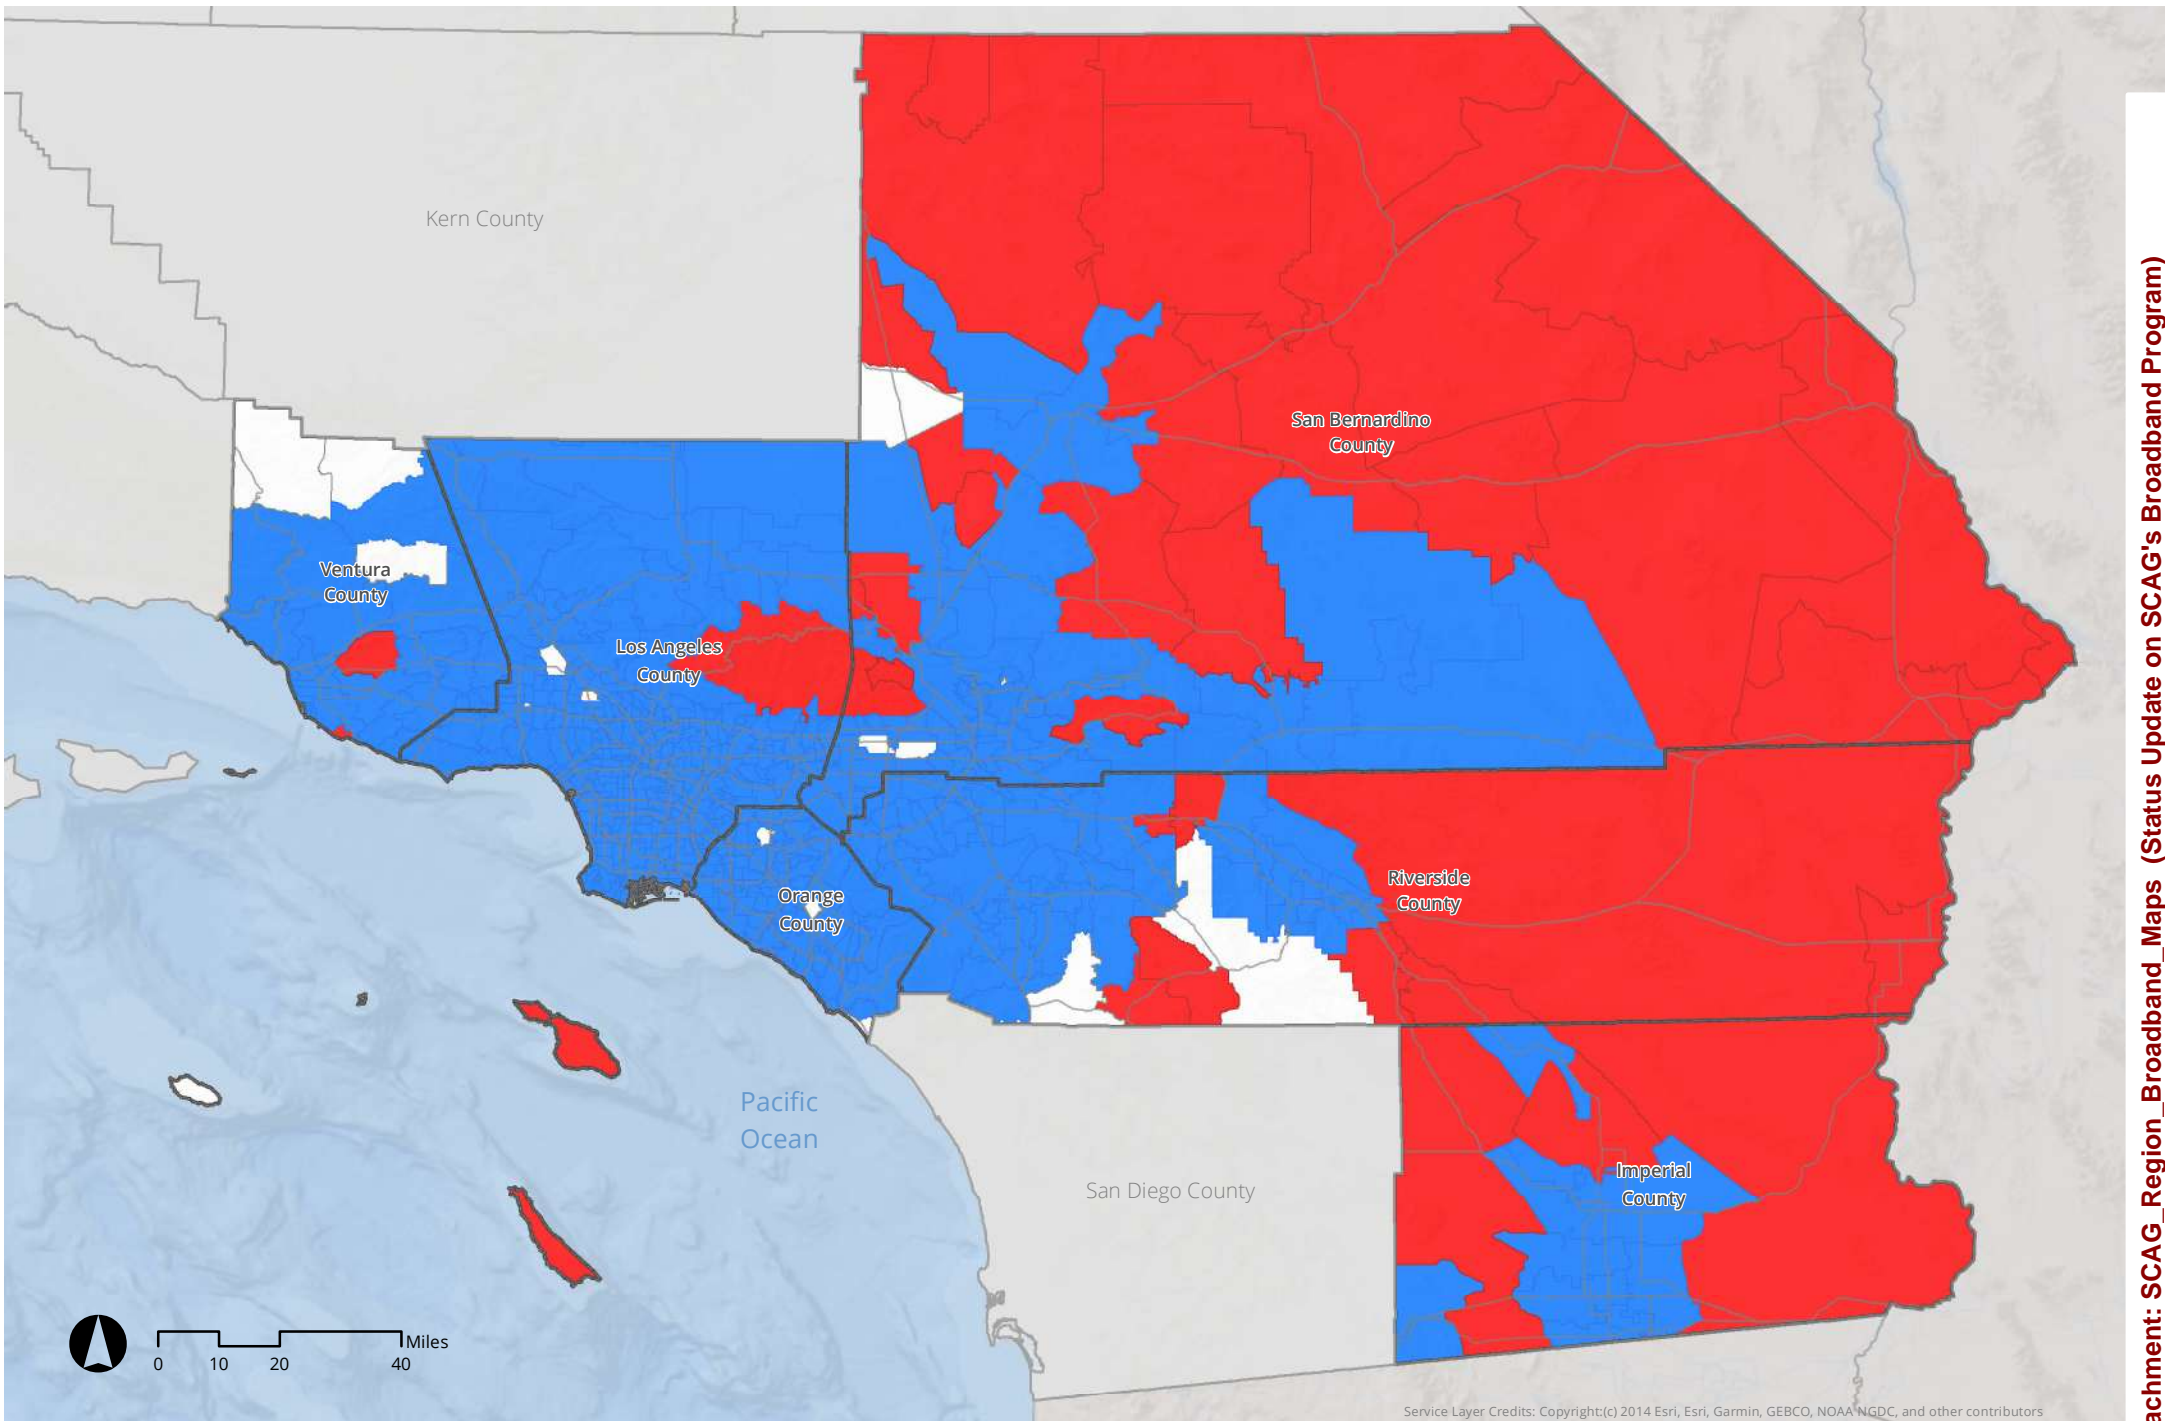 Kern County
San Bernardino
County
Ventura
County
Los Angeles
County
Riverside
County
Orange
County
Pacific
Ocean
San Diego County
Imperial
County
Miles
0 10 20 40
Service Layer Credits: Copyright:(c) 2014 Esri, Esri, Garmin, GEBCO, NOAA NGDC, and other contributors
achment: SCAG_Region_Broadband_Maps (Status Update on SCAG's Broadband Program)